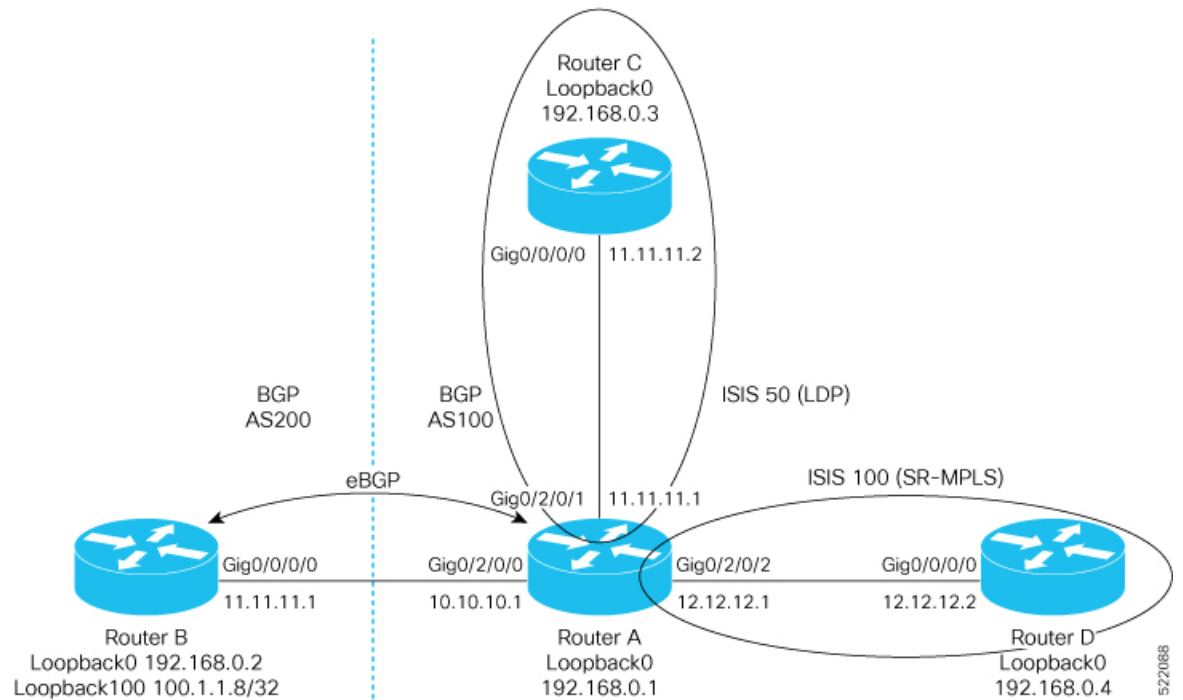 Router C
Loopback0
192.168.0.3
Gig0/0/0/0
11.11.11.2
BGP
AS200
BGP
AS100
ISIS 50 (LDP)
eBGP
Gig0/2/0/1
11.11.11.1
ISIS 100 (SR-MPLS)
Gig0/0/0/0
Gig0/2/0/0
Gig0/2/0/2
Gig0/0/0/0
11.11.11.1
10.10.10.1
12.12.12.1
12.12.12.2
Router B
Loopback0 192.168.0.2
Loopback100 100.1.1.8/32
Router A
Loopback0
192.168.0.1
Router D
Loopback0
192.168.0.4
522088